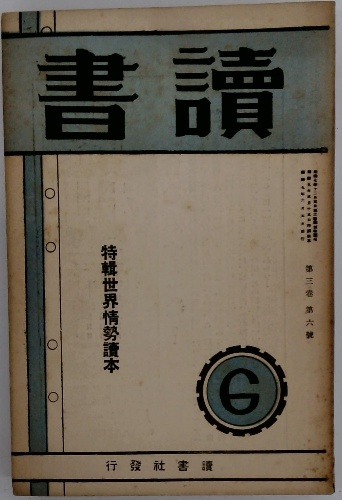 讀書
第三卷 第六號
特輯世界情勢讀本
6
讀書社發行